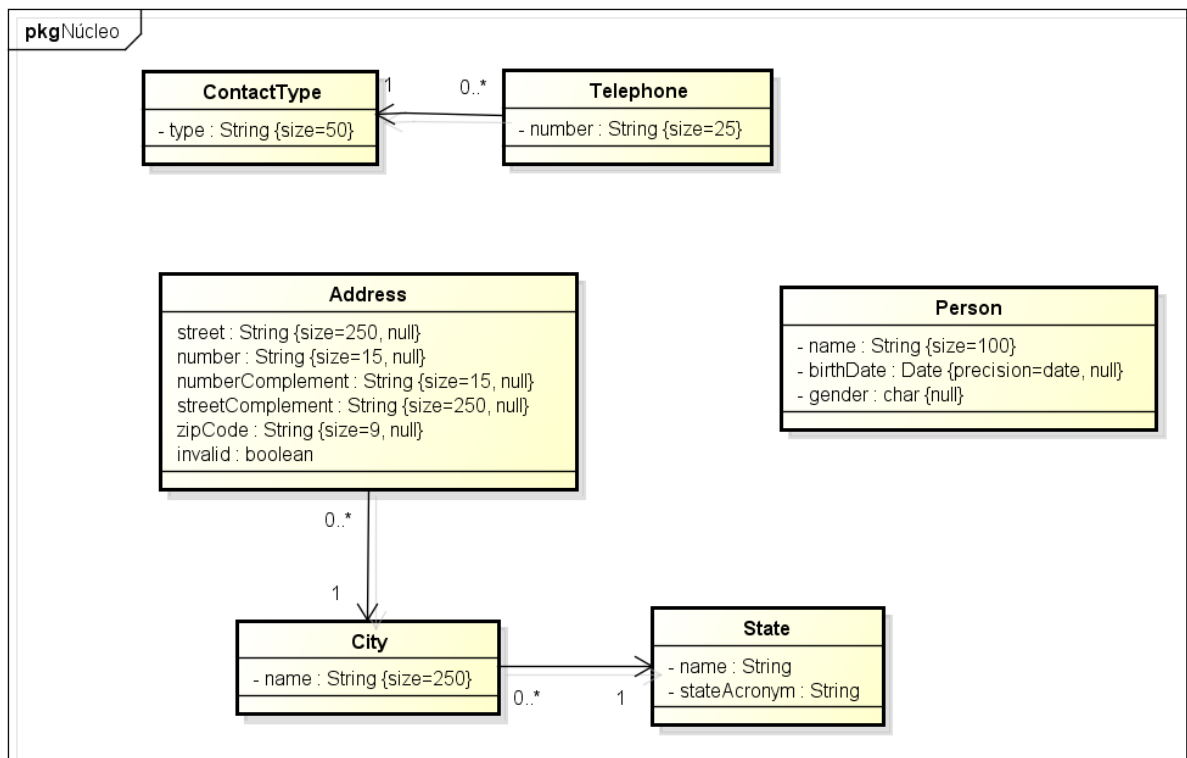 pkgNúcleo
ContactType
- type : String {size=50}
1
0..*
Telephone
- number : String {size=25}
Address
street : String {size=250, null}
number : String {size=15, null}
numberComplement : String {size=15, null}
streetComplement : String {size=250, null}
zipCode : String {size=9, null}
invalid : boolean
Person
- name : String {size=100}
- birthDate : Date {precision=date, null}
- gender : char {null}
0..*
1
City
- name : String {size=250}
0..*
1
State
- name : String
- stateAcronym : String